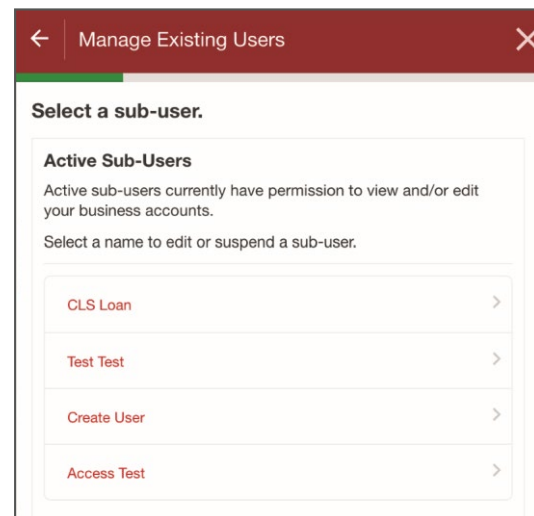 Manage Existing Users
Select a sub-user.
Active Sub-Users
Active sub-users currently have permission to view and/or edit
your business accounts.
Select a name to edit or suspend a sub-user.
CLS Loan
Test Test
Create User
Access Test